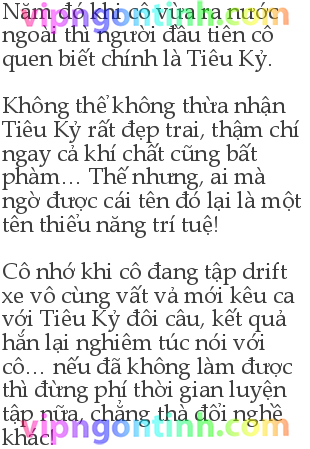 Năm đó khi cô vừa ra nước
ngoài thì người đầu tiên cô
quen biết chính là Tiêu Kỷ.
Không thể không thừa nhận
Tiêu Kỷ rất đẹp trai, thậm chí
ngay cả khí chất cũng bất
phàm... Thế nhưng, ai mà
ngờ được cái tên đó lại là một
tên thiểu năng trí tuệ!
Cô nhớ khi cô đang tập drift
xe vô cùng vất vả mới kêu ca
với Tiêu Kỷ đôi câu, kết quả
hắn lại nghiêm túc nói với
cô... nếu đã không làm được
thì đừng phí thời gian luyện
tập nữa, chẳng thà đổi nghề
khác!
vipngontinh.com
vipngontinh.com